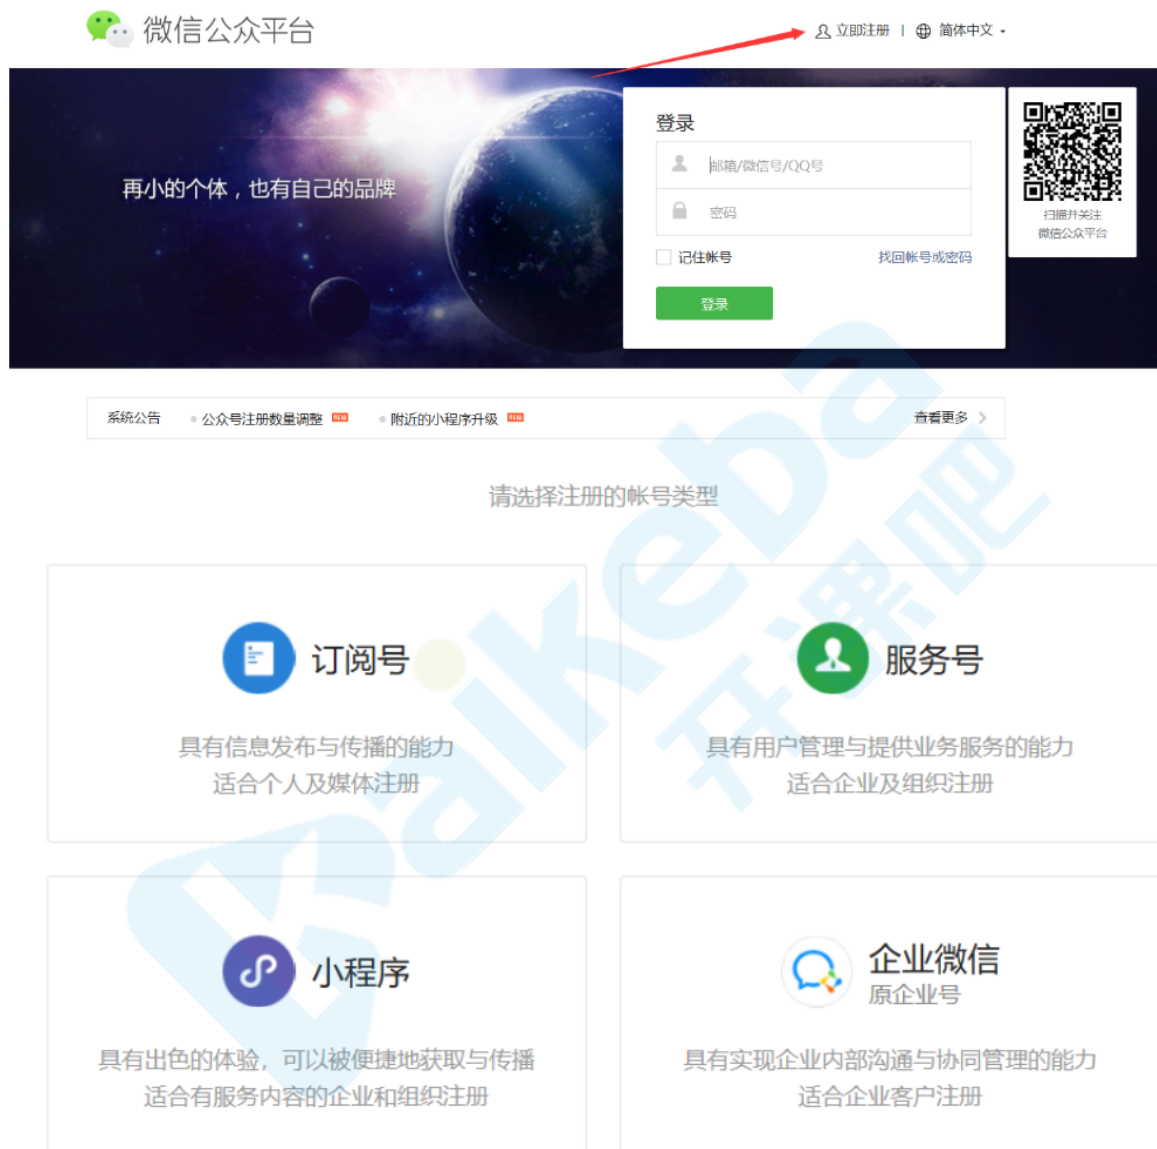 微信公众平台
立即注册 | 简体中文
再小的个体，也有自己的品牌
登录
邮箱/微信号/QQ号
密码
记住帐号 找回帐号或密码
登录
扫描并关注
微信公众平台
系统公告 公众号注册数量调整 附近的小程序升级 查看更多
请选择注册的帐号类型
订阅号
具有信息发布与传播的能力
适合个人及媒体注册
服务号
具有用户管理与提供业务服务的能力
适合企业及组织注册
小程序
具有出色的体验，可以被便捷地获取与传播
适合有服务内容的企业和组织注册
企业微信
原企业号
具有实现企业内部沟通与协同管理的能力
适合企业客户注册
Kaikeba
开课吧